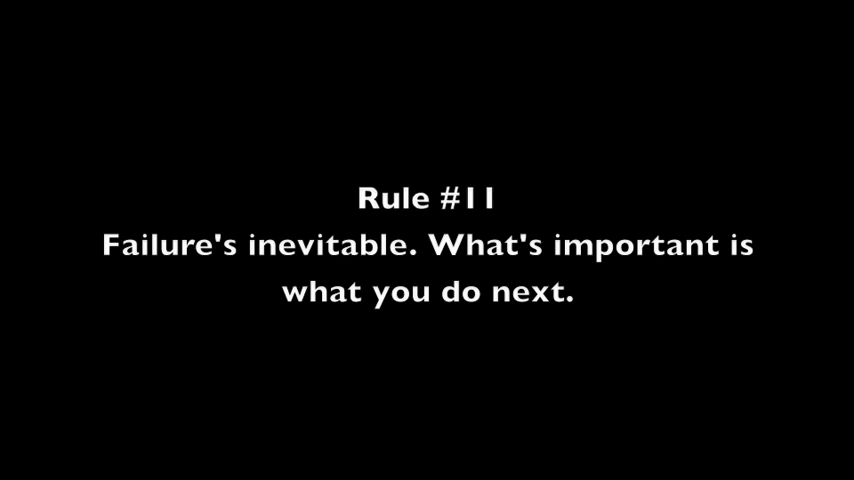 Rule #11
Failure's inevitable. What's important is
what you do next.